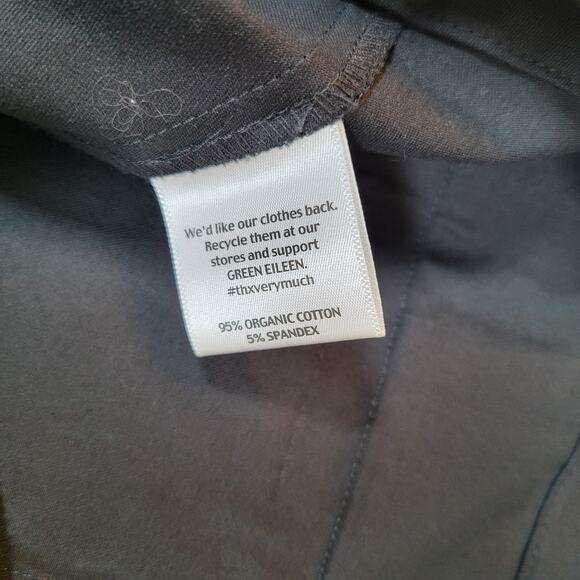 We'd like our clothes back.
Recycle them at our
stores and support
GREEN EILEEN.
#thxverymuch
95% ORGANIC COTTON
5% SPANDEX